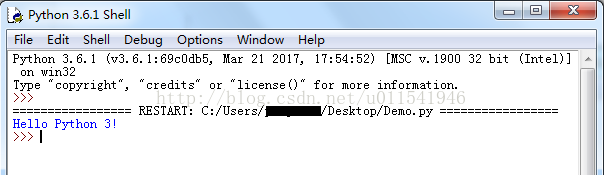 Python 3.6.1 Shell
File Edit Shell Debug Options Window Help
Python 3.6.1 (v3.6.1:69c0db5, Mar 21 2017, 17:54:52) [MSC v.1900 32 bit (Intel)]
 on win32
Type "copyright", "credits" or "license()" for more information.
>>>
http://blog.csdn.net/u011541946
================= RESTART: C:/Users/ /Desktop/Demo.py =================
Hello Python 3!
>>>